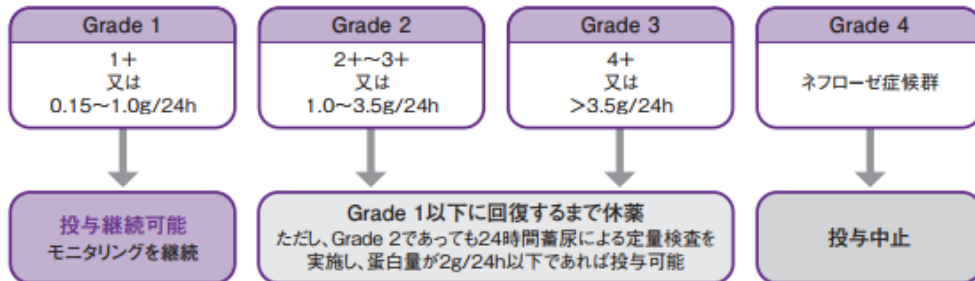 Grade 1
1+
又は
0.15〜1.0g/24h
Grade 2
2+〜3+
又は
1.0〜3.5g/24h
Grade 3
4+
又は
>3.5g/24h
Grade 4
ネフローゼ症候群
投与継続可能
モニタリングを継続
Grade 1以下に回復するまで休薬
ただし、Grade 2であっても24時間蓄尿による定量検査を
実施し、蛋白量が2g/24h以下であれば投与可能
投与中止